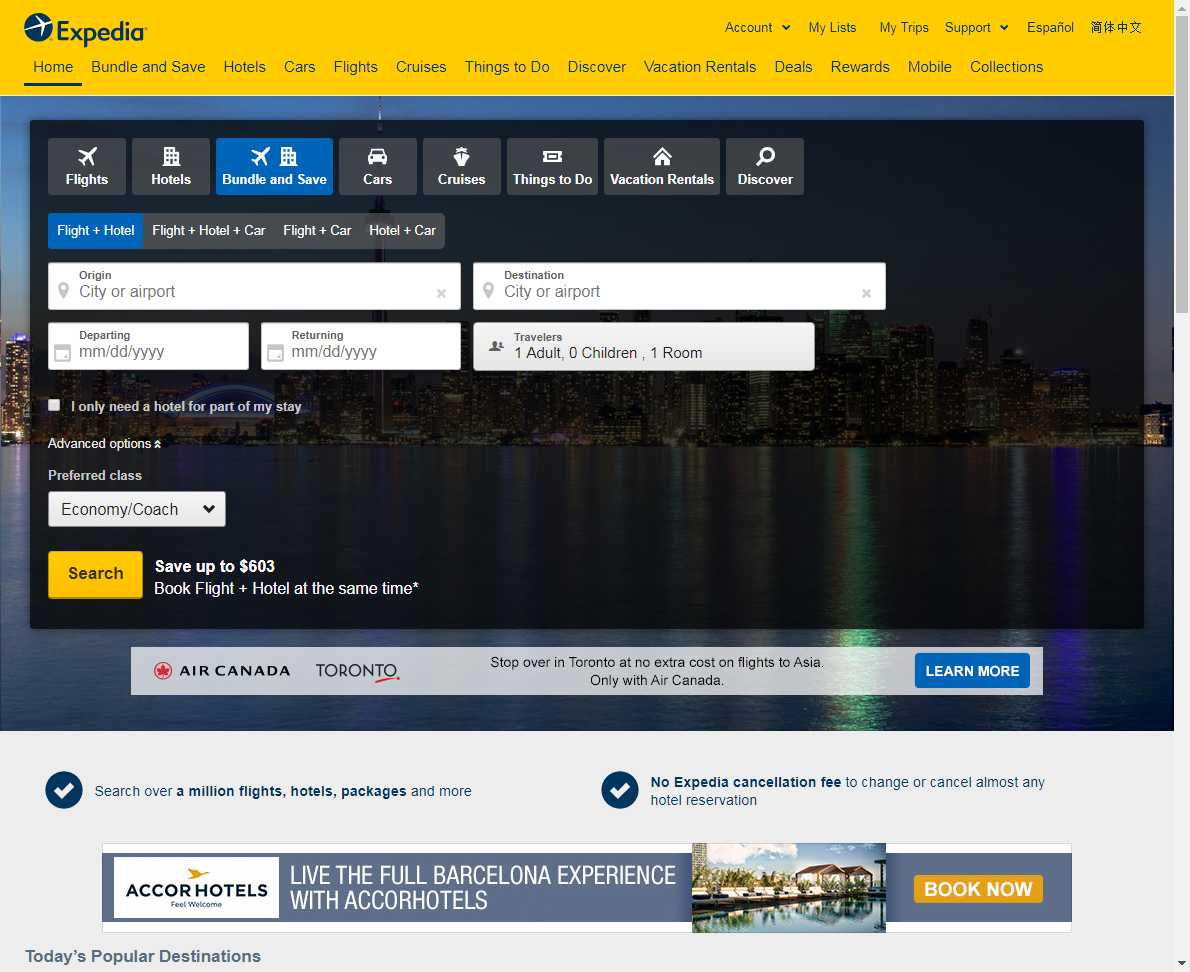 Expedia
Account My Lists My Trips Support Español 简体中文
Home Bundle and Save Hotels Cars Flights Cruises Things to Do Discover Vacation Rentals Deals Rewards Mobile Collections
Flights Hotels Bundle and Save Cars Cruises Things to Do Vacation Rentals Discover
Flight + Hotel Flight + Hotel + Car Flight + Car Hotel + Car
Origin
City or airport
Destination
City or airport
Departing
mm/dd/yyyy
Returning
mm/dd/yyyy
Travelers
1 Adult, 0 Children , 1 Room
I only need a hotel for part of my stay
Advanced options
Preferred class
Economy/Coach
Search
Save up to $603
Book Flight + Hotel at the same time*
AIR CANADA TORONTO
Stop over in Toronto at no extra cost on flights to Asia.
Only with Air Canada.
LEARN MORE
Search over a million flights, hotels, packages and more
No Expedia cancellation fee to change or cancel almost any
hotel reservation
ACCORHOTELS
Feel Welcome
LIVE THE FULL BARCELONA EXPERIENCE
WITH ACCORHOTELS
BOOK NOW
Today’s Popular Destinations